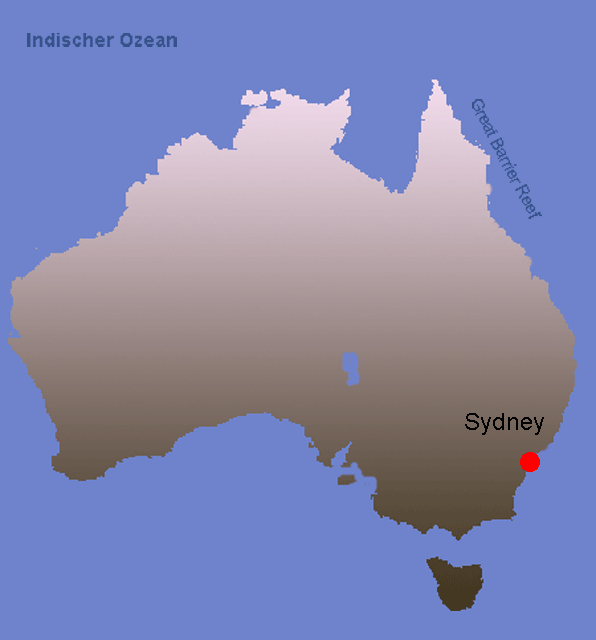 Indischer Ozean
Great Barrier Reef
Sydney